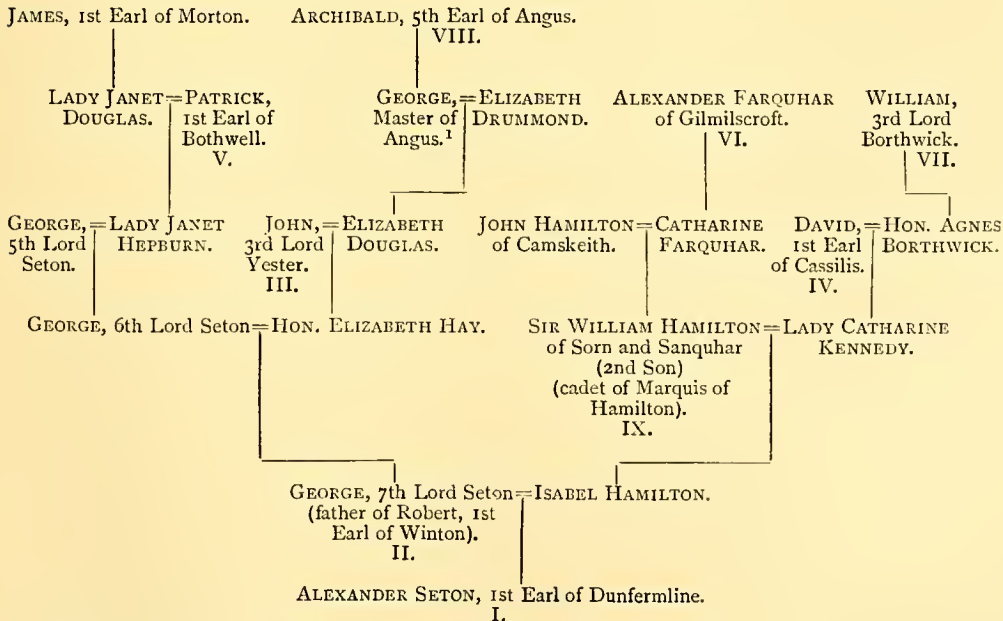 JAMES, 1st Earl of Morton.
ARCHIBALD, 5th Earl of Angus.
VIII.
LADY JANET=PATRICK,
DOUGLAS. 1st Earl of
Bothwell.
V.
GEORGE,=ELIZABETH
Master of DRUMMOND.
Angus.¹
ALEXANDER FARQUHAR
of Gilmilscroft.
VI.
WILLIAM,
3rd Lord
Borthwick.
VII.
GEORGE,=LADY JANET
5th Lord HEPBURN.
Seton.
JOHN,=ELIZABETH
3rd Lord DOUGLAS.
Yester.
III.
JOHN HAMILTON=CATHARINE
of Camskeith. FARQUHAR.
DAVID,=HON. AGNES
1st Earl BORTHWICK.
of Cassilis.
IV.
GEORGE, 6th Lord Seton=HON. ELIZABETH HAY.
SIR WILLIAM HAMILTON=LADY CATHARINE
of Sorn and Sanquhar KENNEDY.
(2nd Son)
(cadet of Marquis of
Hamilton).
IX.
GEORGE, 7th Lord Seton=ISABEL HAMILTON.
(father of Robert, 1st
Earl of Winton).
II.
ALEXANDER SETON, 1st Earl of Dunfermline.
I.